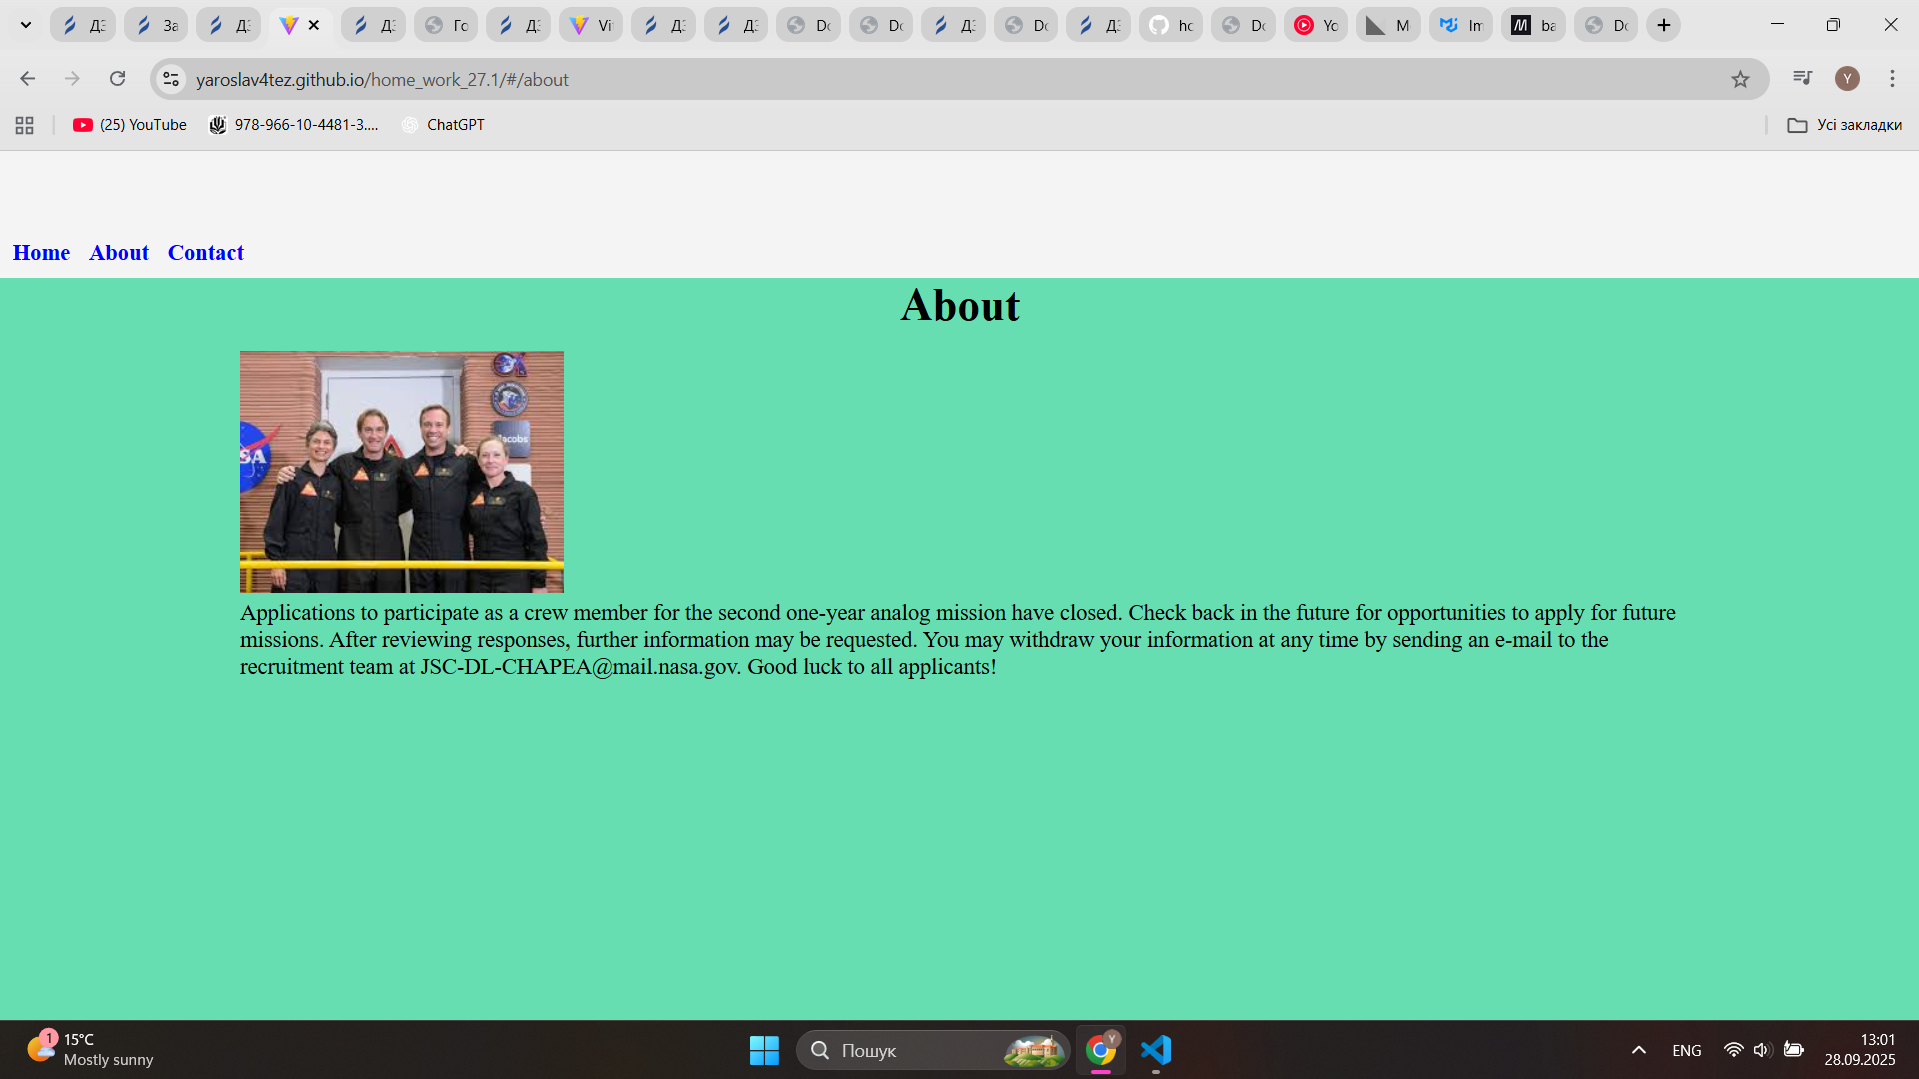 ДЗ
За
ДЗ
ДЗ
Го
ДЗ
Vi
ДЗ
ДЗ
Do
Do
ДЗ
Do
ДЗ
ho
Do
Yo
M
Im
ba
Do
yaroslav4tez.github.io/home_work_27.1/#/about
Y
(25) YouTube
978-966-10-4481-3....
ChatGPT
Усі закладки
Home About Contact
About
Jacobs
SA
Applications to participate as a crew member for the second one-year analog mission have closed. Check back in the future for opportunities to apply for future
missions. After reviewing responses, further information may be requested. You may withdraw your information at any time by sending an e-mail to the
recruitment team at JSC-DL-CHAPEA@mail.nasa.gov. Good luck to all applicants!
1
15°C
Mostly sunny
Пошук
Y
ENG
13:01
28.09.2025